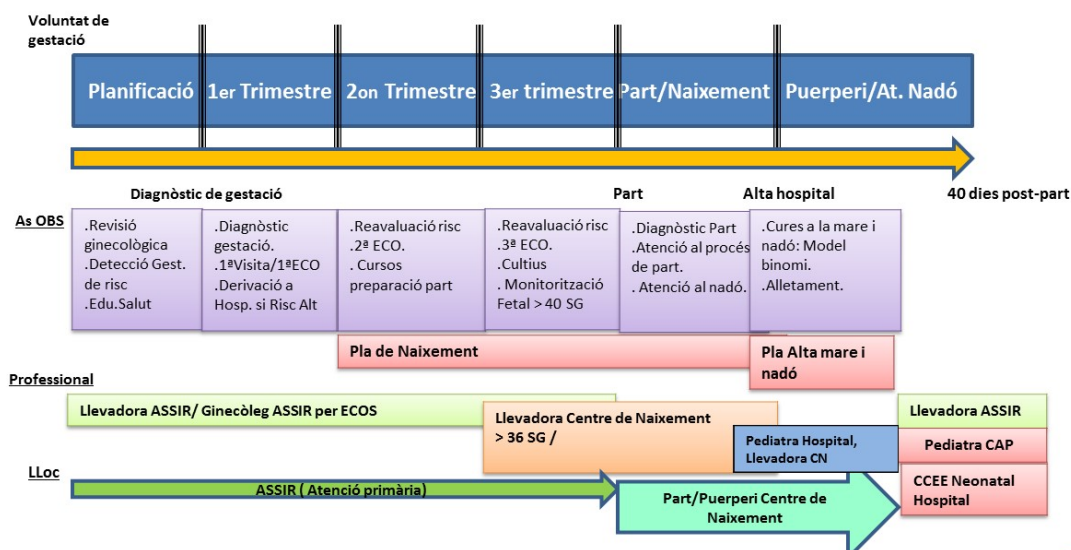 Voluntat de
gestació
Planificació
1er Trimestre
2on Trimestre
3er trimestre
Part/Naixement
Puerperi/At. Nadó
Diagnòstic de gestació
Part
Alta hospital
40 dies post-part
As OBS
.Revisió
ginecològica
.Detecció Gest.
de risc
.Edu.Salut
.Diagnòstic
gestació.
.1ªVisita/1ªECO
.Derivació a
Hosp. si Risc Alt
.Reavaluació risc
.2ª ECO.
. Cursos
preparació part
.Reavaluació risc
.3ª ECO.
.Cultius
. Monitorització
Fetal > 40 SG
.Diagnòstic Part
.Atenció al procés
de part.
. Atenció al nadó.
.Cures a la mare i
nadó: Model
binomi.
.Alletament.
Pla de Naixement
Pla Alta mare i
nadó
Professional
Llevadora ASSIR/ Ginecòleg ASSIR per ECOS
Llevadora Centre de Naixement
> 36 SG /
Pediatra Hospital,
Llevadora CN
Llevadora ASSIR
Pediatra CAP
CCEE Neonatal
Hospital
LLoc
ASSIR ( Atenció primària)
Part/Puerperi Centre de
Naixement